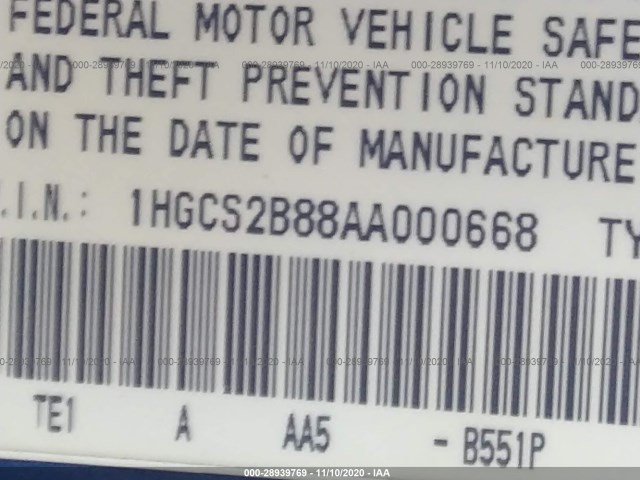 FEDERAL MOTOR VEHICLE SAFE
AND THEFT PREVENTION STAND
ON THE DATE OF MANUFACTURE
.I.N.: 1HGCS2B88AA000668 TY
TE1 A AA5 - B551P
000-28939769 - 11/10/2020 - IAA